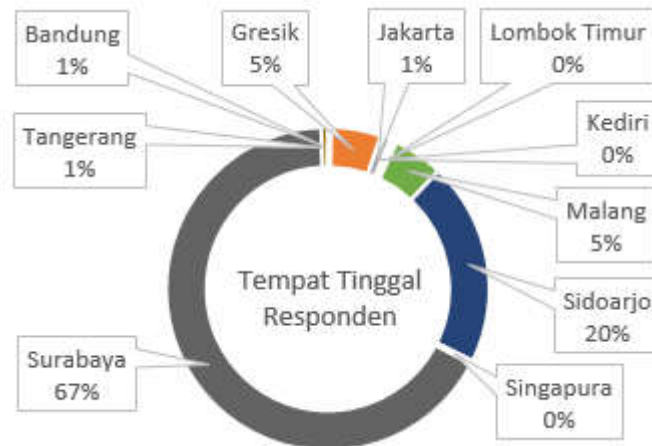 Bandung
1%
Gresik
5%
Jakarta
1%
Lombok Timur
0%
Kediri
0%
Tangerang
1%
Malang
5%
Tempat Tinggal
Responden
Sidoarjo
20%
Surabaya
67%
Singapura
0%